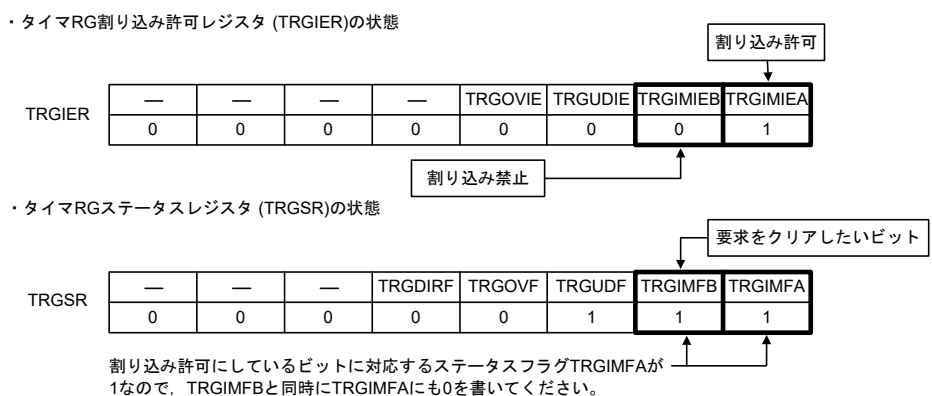 ・タイマRG割り込み許可レジスタ (TRGIER)の状態
割り込み許可
TRGIER
— — — — TRGOVIE TRGUDIE TRGIMIEB TRGIMIEA
0 0 0 0 0 0 0 1
割り込み禁止
・タイマRGステータスレジスタ (TRGSR)の状態
要求をクリアしたいビット
TRGSR
— — — TRGDIRF TRGOVF TRGUDF TRGIMFB TRGIMFA
0 0 0 0 0 1 1 1
割り込み許可にしているビットに対応するステータスフラグTRGIMFAが
1なので，TRGIMFBと同時にTRGIMFAにも0を書いてください。